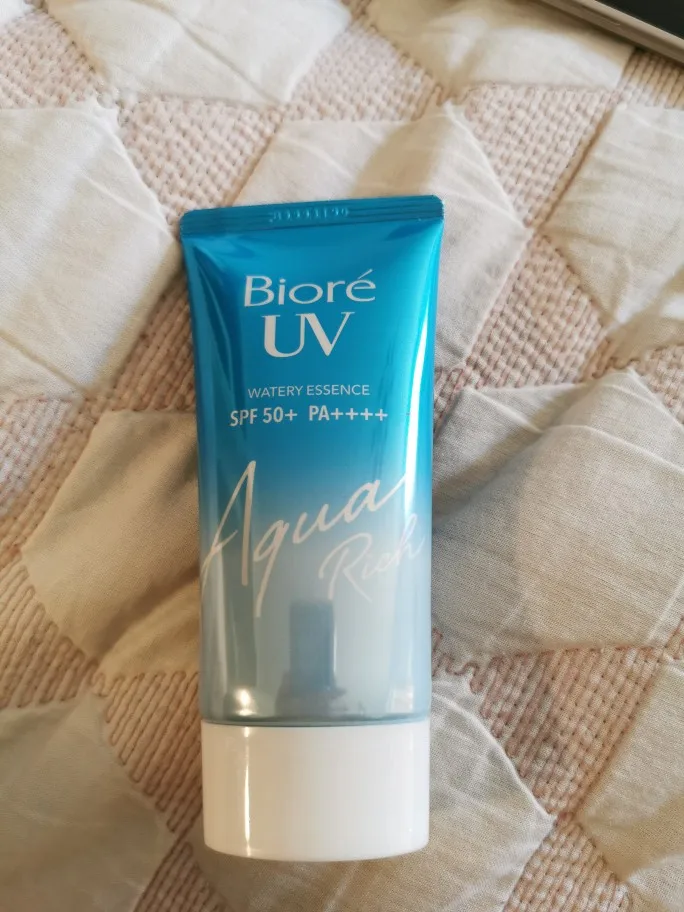 Bioré
UV
WATERY ESSENCE
SPF 50+ PA++++
Aqua
Rich